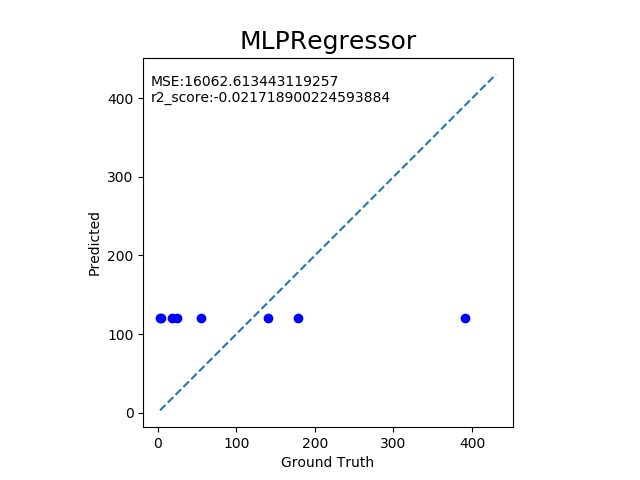 MLPRegressor
MSE:16062.613443119257
r2_score:-0.021718900224593884
400
300
200
100
0
Predicted
0 100 200 300 400
Ground Truth